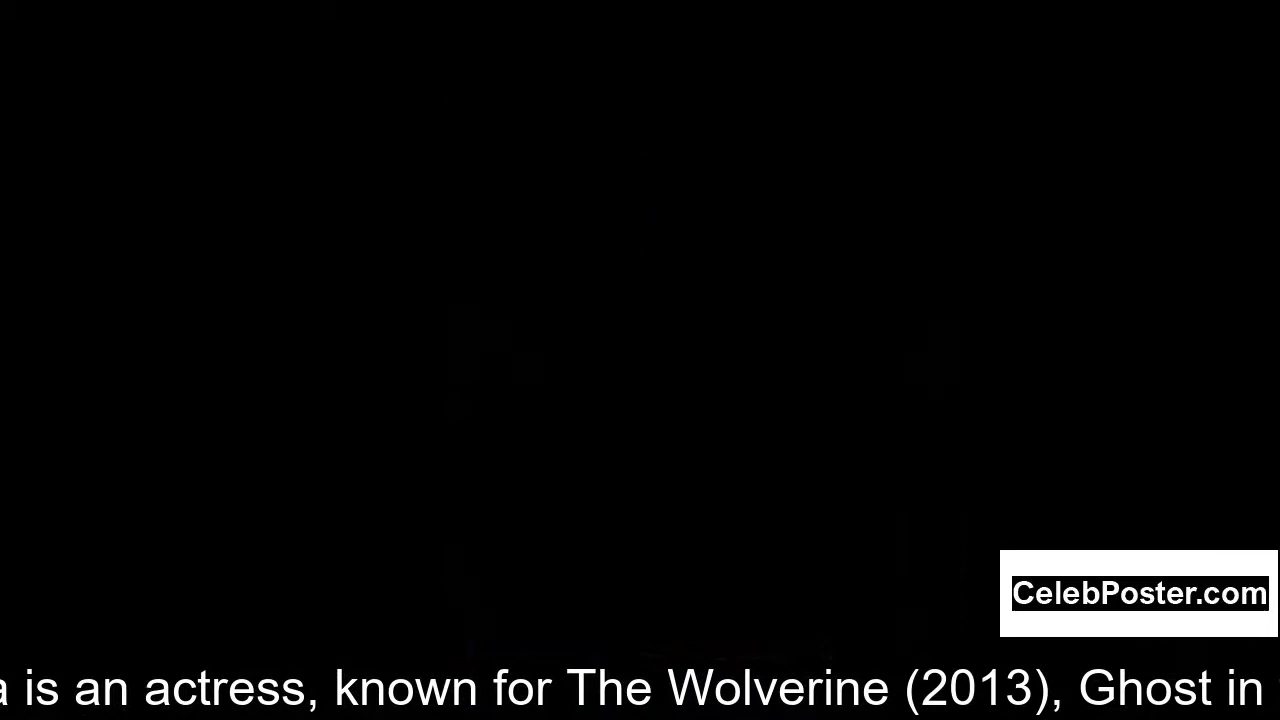 CelebPoster.com
a is an actress, known for The Wolverine (2013), Ghost in